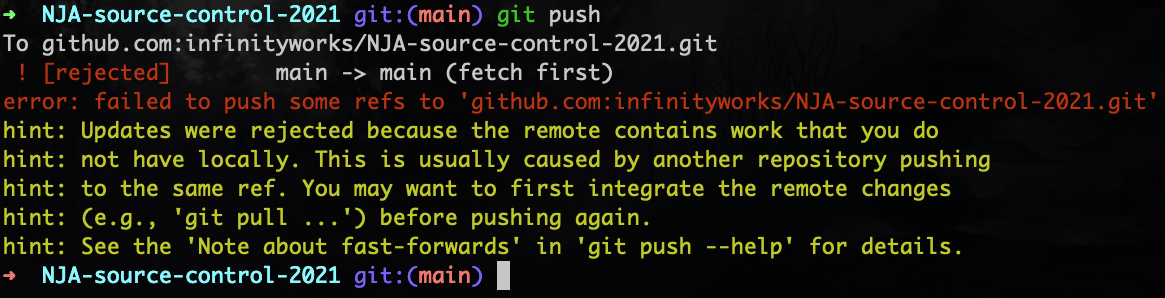 ➜  NJA-source-control-2021 git:(main) git push
To github.com:infinityworks/NJA-source-control-2021.git
 ! [rejected]        main -> main (fetch first)
error: failed to push some refs to 'github.com:infinityworks/NJA-source-control-2021.git'
hint: Updates were rejected because the remote contains work that you do
hint: not have locally. This is usually caused by another repository pushing
hint: to the same ref. You may want to first integrate the remote changes
hint: (e.g., 'git pull ...') before pushing again.
hint: See the 'Note about fast-forwards' in 'git push --help' for details.
➜  NJA-source-control-2021 git:(main)